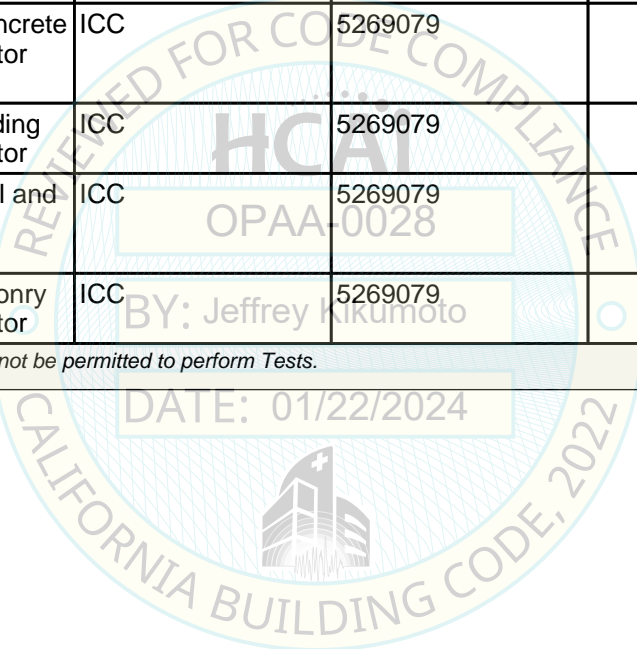 ncrete ICC 5269079
tor
ding ICC 5269079
tor
l and ICC 5269079
onry ICC 5269079
tor
not be permitted to perform Tests.
REVIEWED FOR CODE COMPLIANCE
HCAI
OPAA-0028
BY: Jeffrey Kikumoto
DATE: 01/22/2024
CALIFORNIA BUILDING CODE, 2022